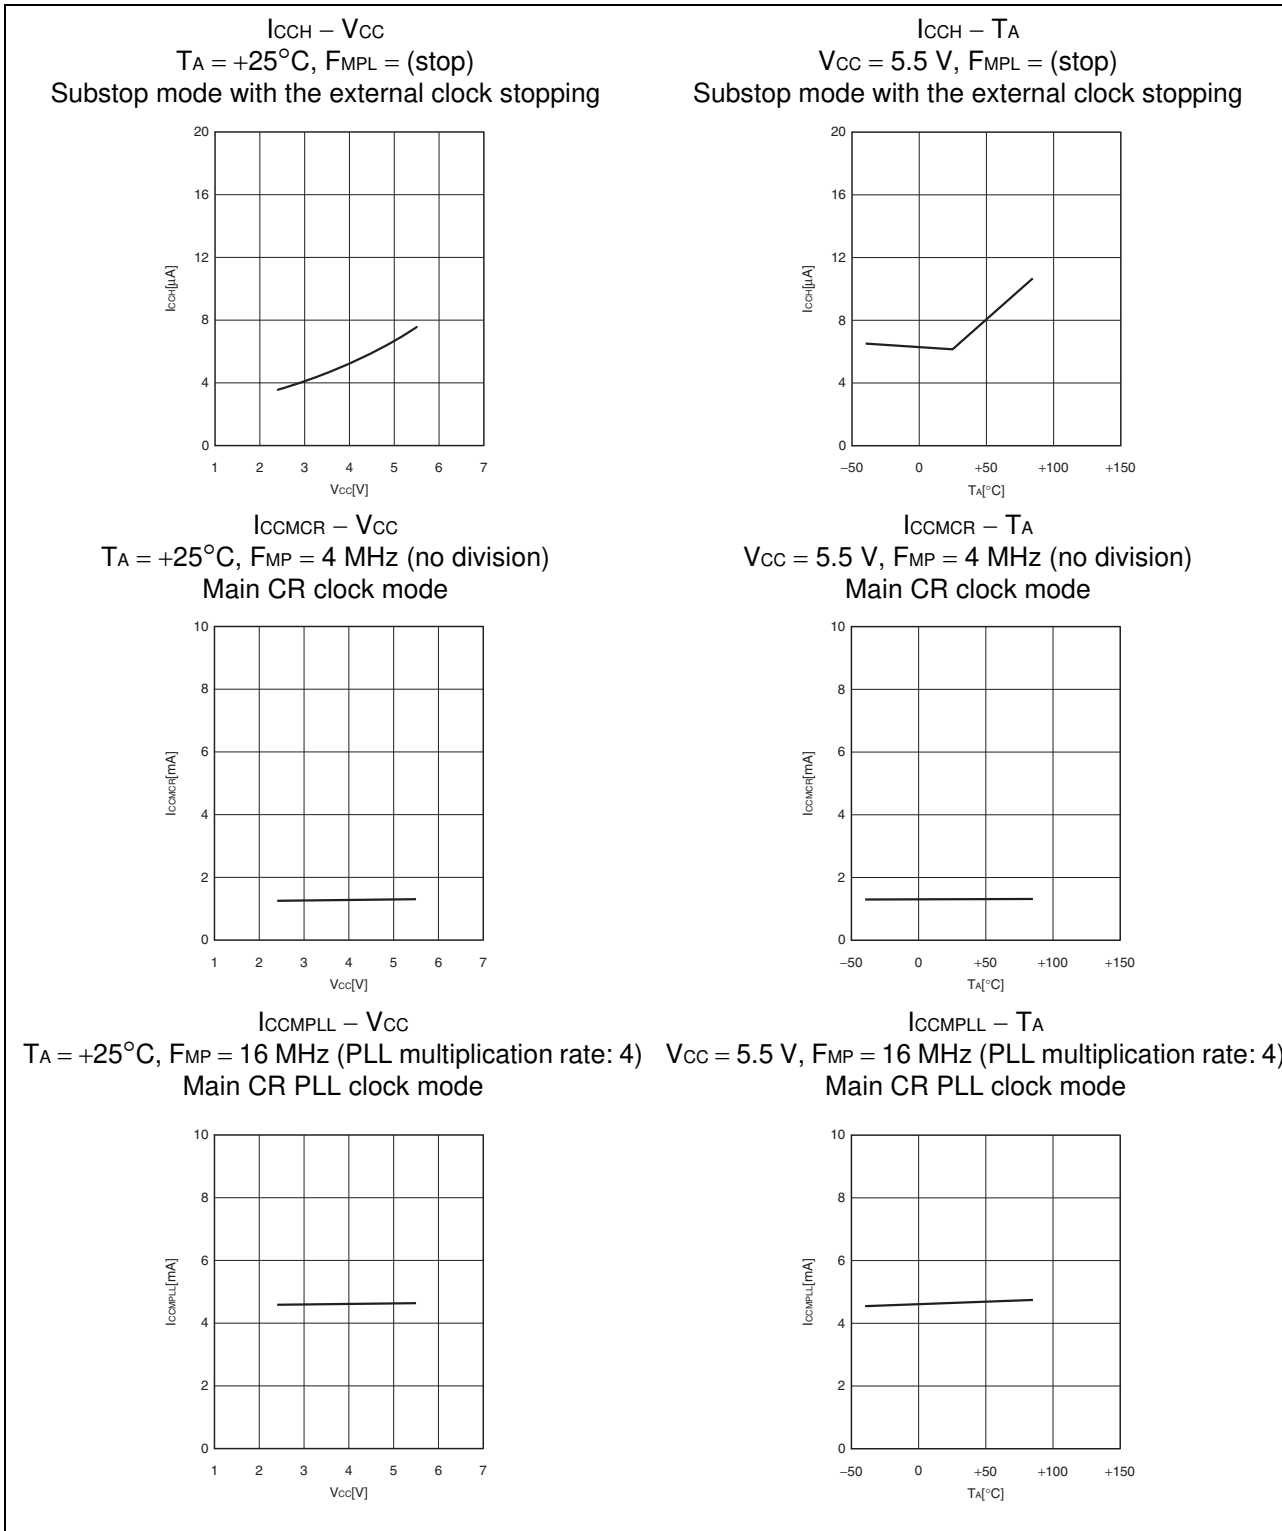 ICCH − VCC
TA = +25°C, FMPL = (stop)
Substop mode with the external clock stopping
20
16
12
8
4
0
ICCH[µA]
1 2 3 4 5 6 7
VCC[V]
ICCH − TA
VCC = 5.5 V, FMPL = (stop)
Substop mode with the external clock stopping
20
16
12
8
4
0
ICCH[µA]
−50 0 +50 +100 +150
TA[°C]
ICCMCR − VCC
TA = +25°C, FMP = 4 MHz (no division)
Main CR clock mode
10
8
6
4
2
0
ICCMCR[mA]
1 2 3 4 5 6 7
VCC[V]
ICCMCR − TA
VCC = 5.5 V, FMP = 4 MHz (no division)
Main CR clock mode
10
8
6
4
2
0
ICCMCR[mA]
−50 0 +50 +100 +150
TA[°C]
ICCMPLL − VCC
TA = +25°C, FMP = 16 MHz (PLL multiplication rate: 4)
Main CR PLL clock mode
10
8
6
4
2
0
ICCMPLL[mA]
1 2 3 4 5 6 7
VCC[V]
ICCMPLL − TA
VCC = 5.5 V, FMP = 16 MHz (PLL multiplication rate: 4)
Main CR PLL clock mode
10
8
6
4
2
0
ICCMPLL[mA]
−50 0 +50 +100 +150
TA[°C]